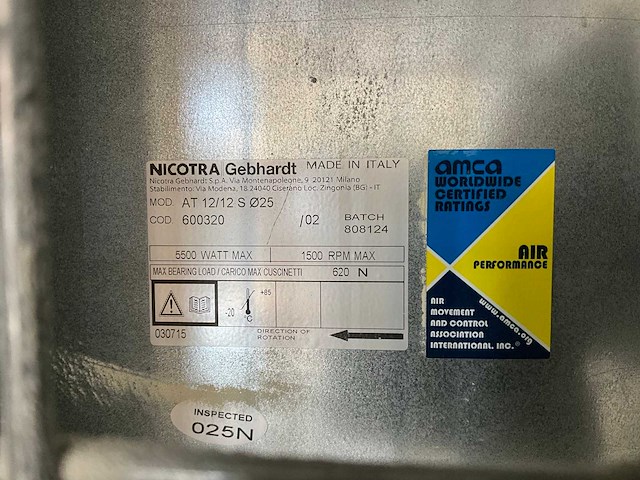 NICOTRA Gebhardt MADE IN ITALY
Nicotra Gebhardt S.p.A. Via Montenapoleone, 9 20121 Milano
Stabilimento: Via Modena, 18 24040 Ciserano Loc. Zingonia (BG) - IT
MOD. AT 12/12 S Ø25
COD. 600320 /02 BATCH
808124
5500 WATT MAX 1500 RPM MAX
MAX BEARING LOAD / CARICO MAX CUSCINETTI 620 N
-20 °C +85
030715 DIRECTION OF
ROTATION
INSPECTED
025N
amca
WORLDWIDE
CERTIFIED
RATINGS
AIR
PERFORMANCE
AIR
MOVEMENT
AND CONTROL
ASSOCIATION
INTERNATIONAL, INC.®
www.amca.org